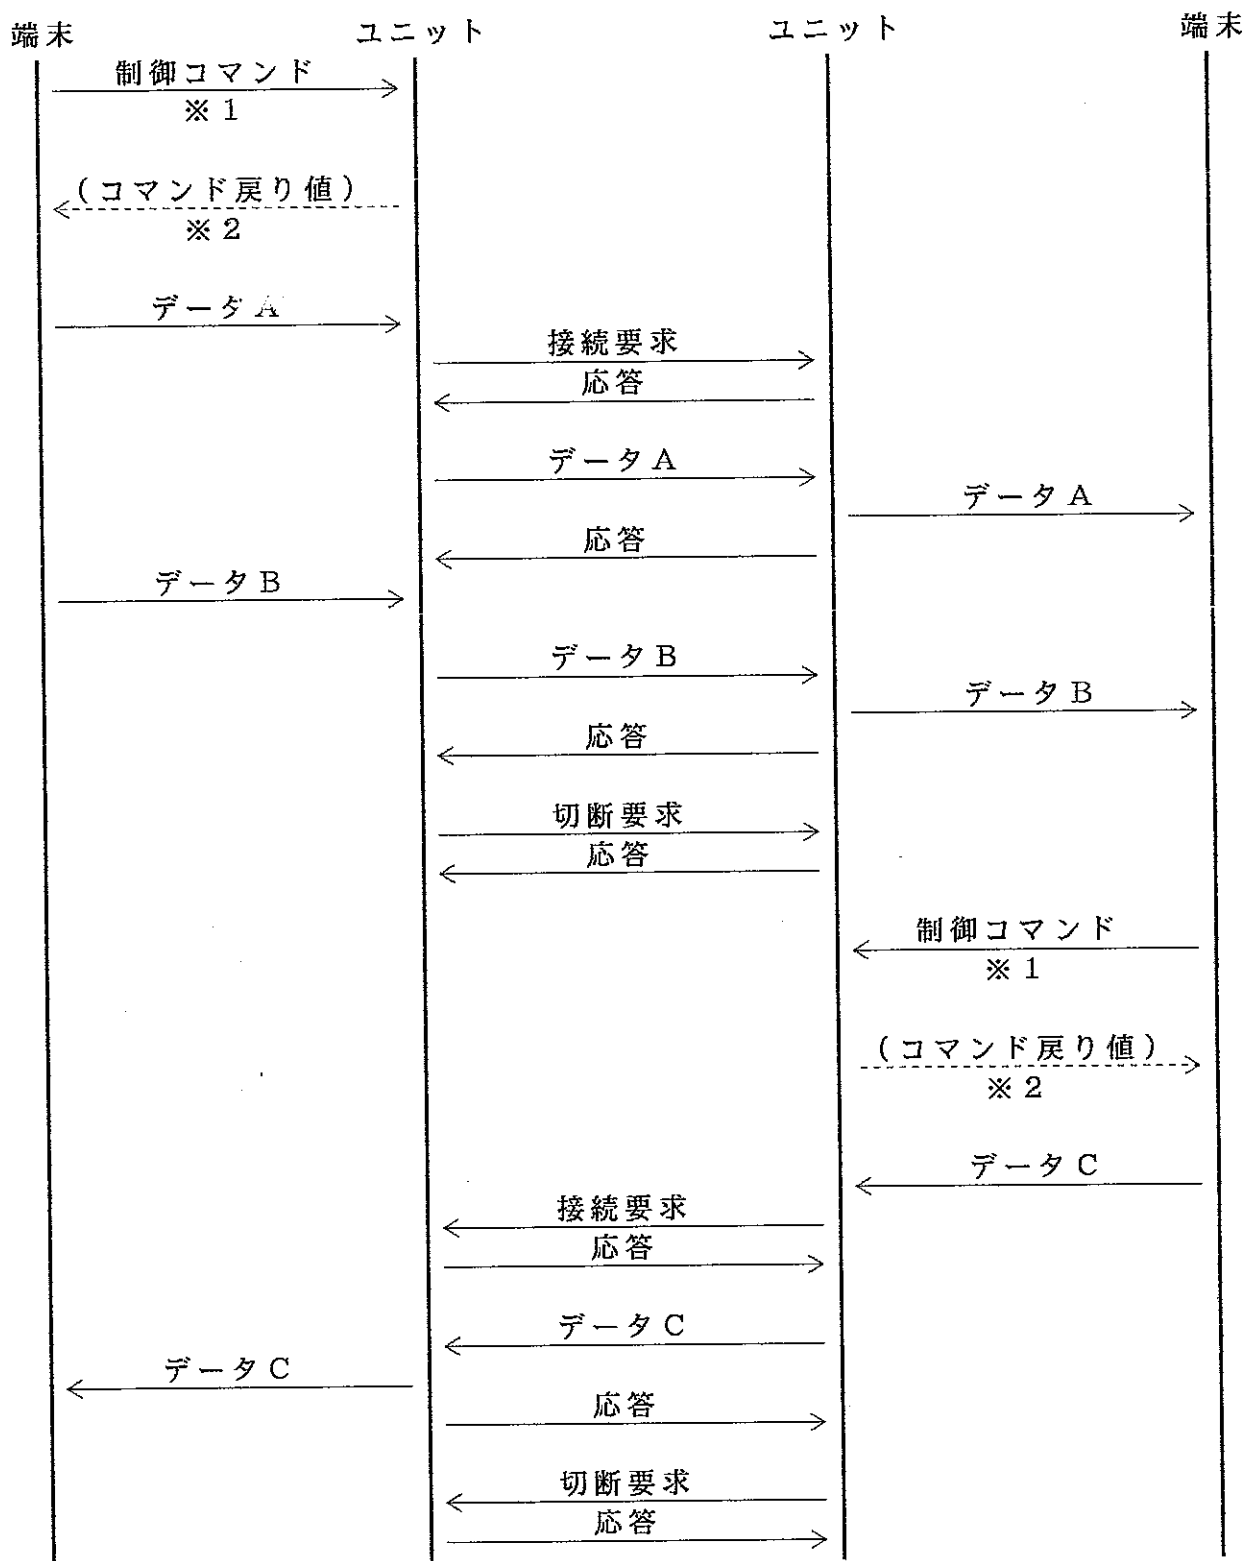 端末 ユニット ユニット 端末
制御コマンド
※1
(コマンド戻り値)
※2
データA
接続要求
応答
データA
データA
応答
データB
データB
データB
応答
切断要求
応答
制御コマンド
※1
(コマンド戻り値)
※2
データC
接続要求
応答
データC
データC
応答
切断要求
応答